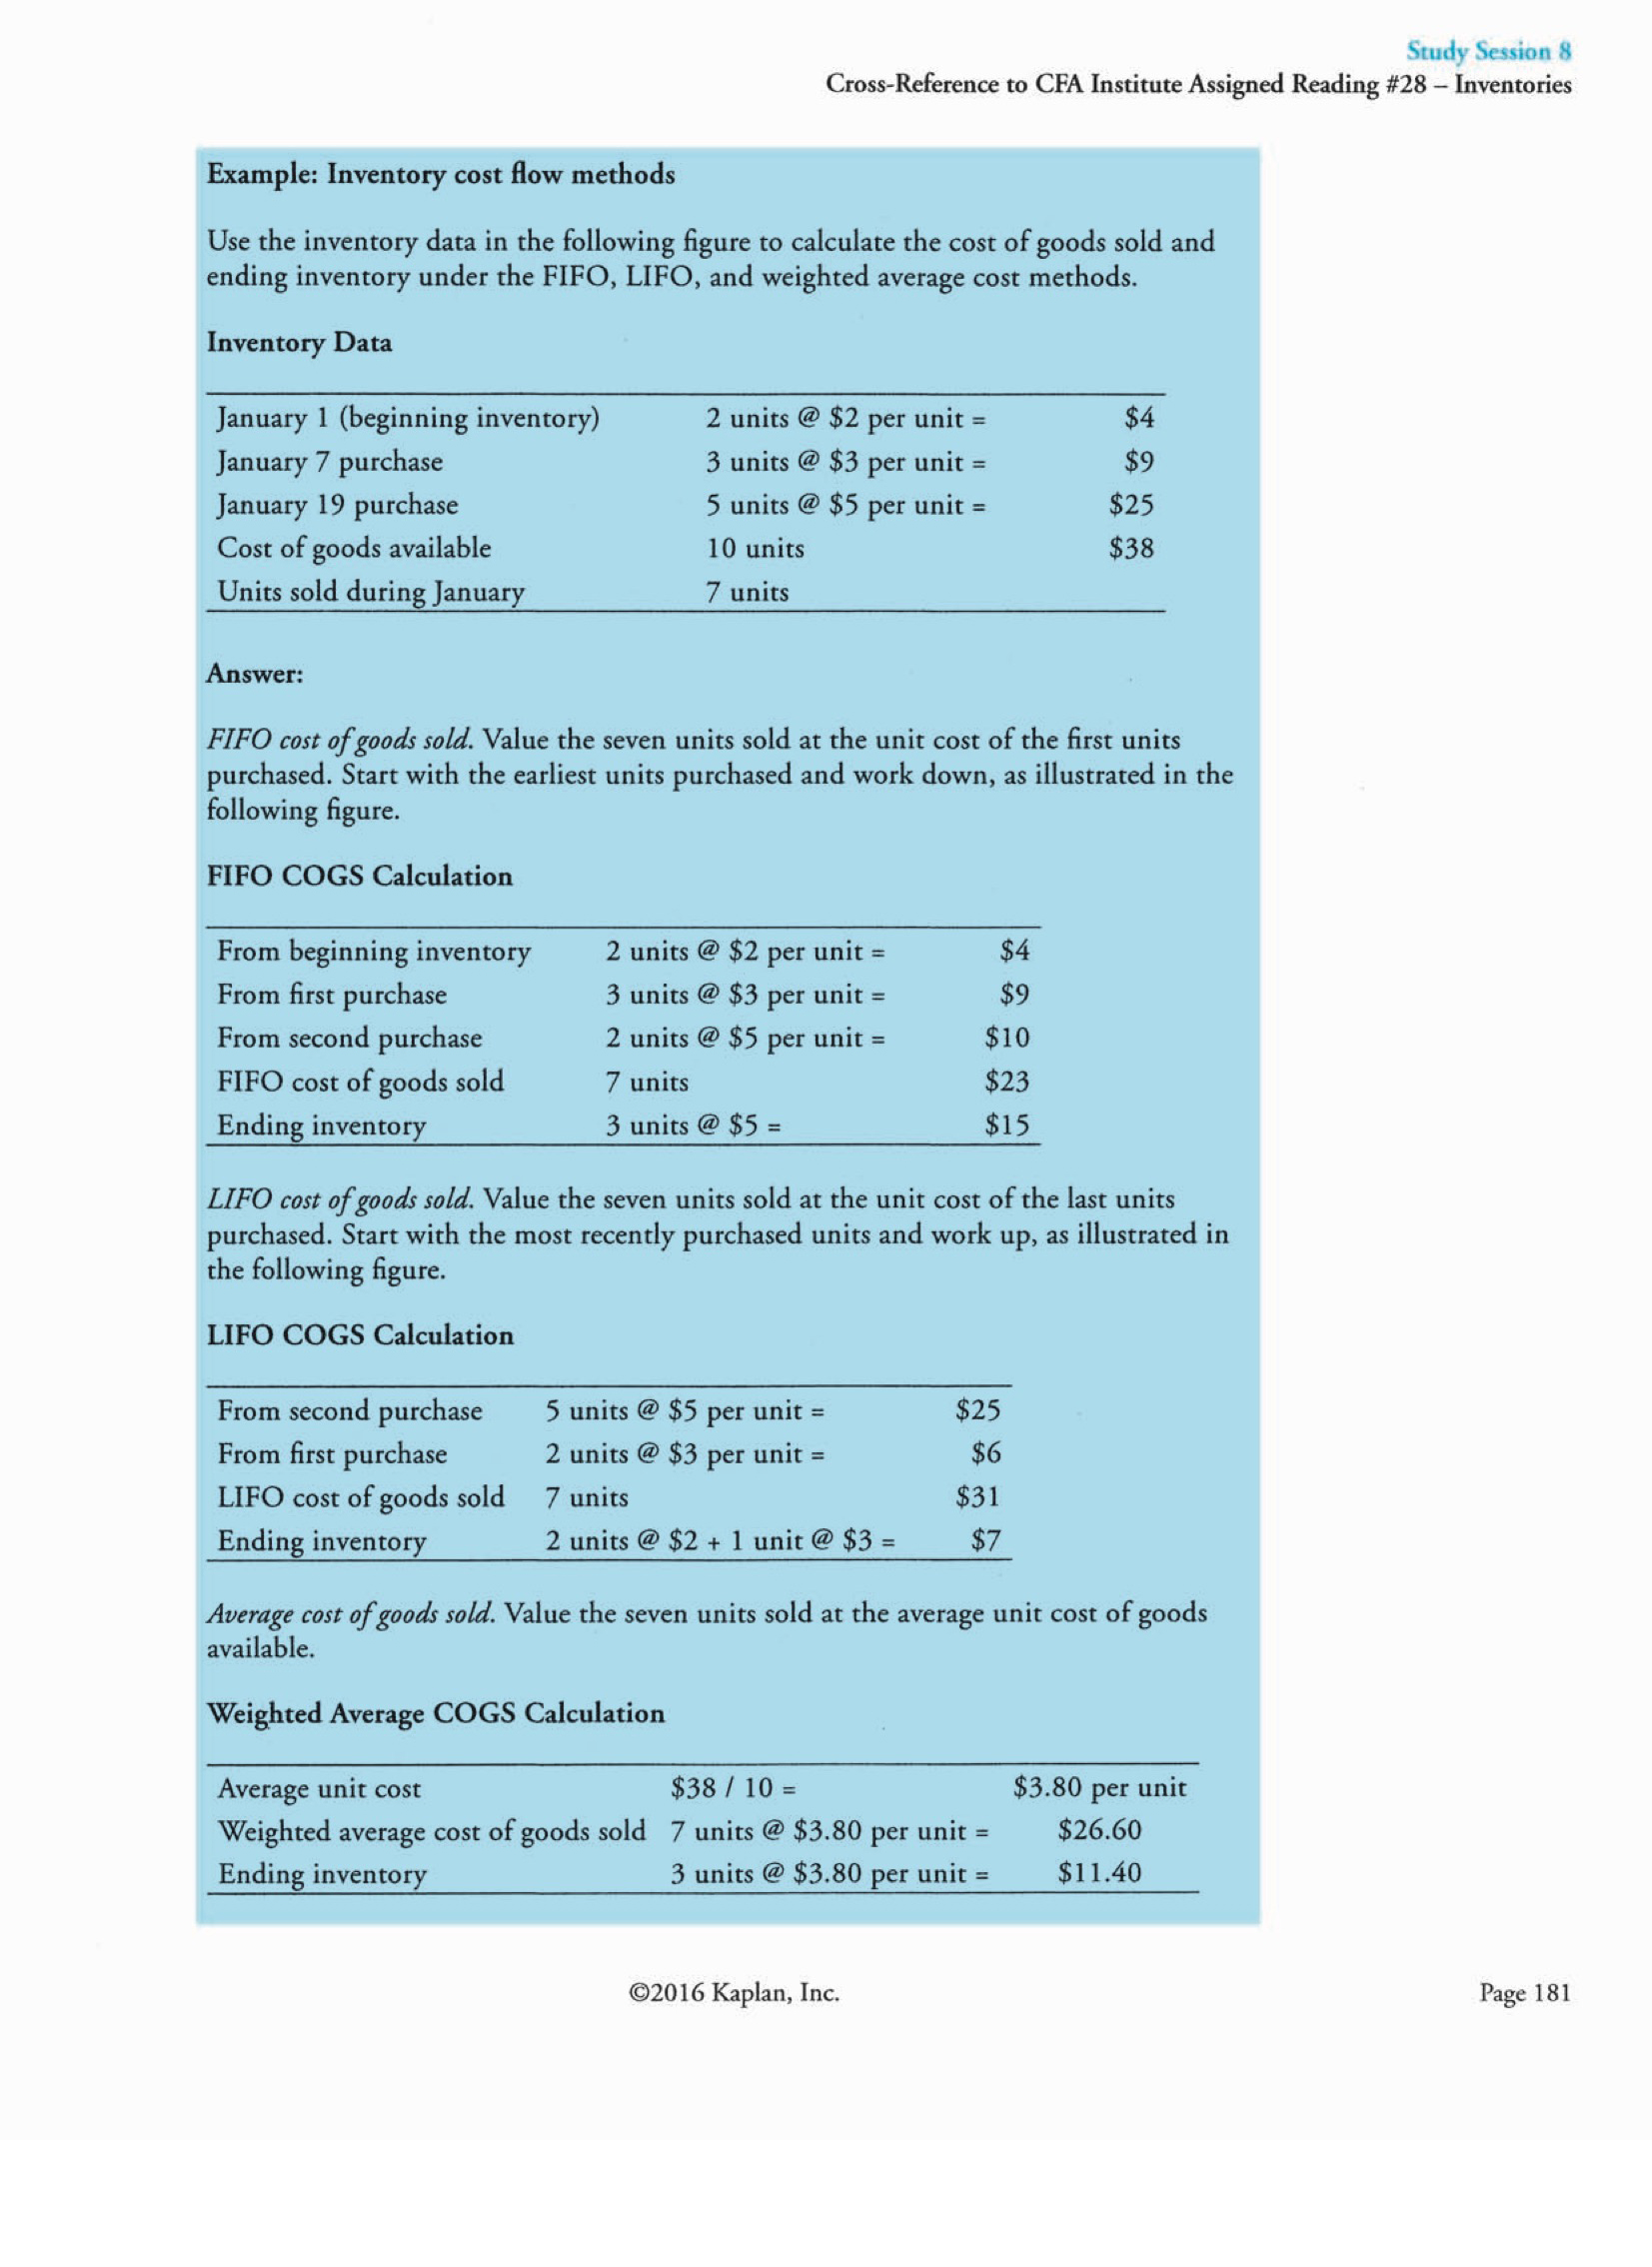 Study Session 8
Cross-Reference to CFA Institute Assigned Reading #28 – Inventories
Example: Inventory cost flow methods
Use the inventory data in the following figure to calculate the cost of goods sold and
ending inventory under the FIFO, LIFO, and weighted average cost methods.
Inventory Data
January 1 (beginning inventory) 2 units @ $2 per unit = $4
January 7 purchase 3 units @ $3 per unit = $9
January 19 purchase 5 units @ $5 per unit = $25
Cost of goods available 10 units $38
Units sold during January 7 units
Answer:
FIFO cost of goods sold. Value the seven units sold at the unit cost of the first units
purchased. Start with the earliest units purchased and work down, as illustrated in the
following figure.
FIFO COGS Calculation
From beginning inventory 2 units @ $2 per unit = $4
From first purchase 3 units @ $3 per unit = $9
From second purchase 2 units @ $5 per unit = $10
FIFO cost of goods sold 7 units $23
Ending inventory 3 units @ $5 = $15
LIFO cost of goods sold. Value the seven units sold at the unit cost of the last units
purchased. Start with the most recently purchased units and work up, as illustrated in
the following figure.
LIFO COGS Calculation
From second purchase 5 units @ $5 per unit = $25
From first purchase 2 units @ $3 per unit = $6
LIFO cost of goods sold 7 units $31
Ending inventory 2 units @ $2 + 1 unit @ $3 = $7
Average cost of goods sold. Value the seven units sold at the average unit cost of goods
available.
Weighted Average COGS Calculation
Average unit cost $38 / 10 = $3.80 per unit
Weighted average cost of goods sold 7 units @ $3.80 per unit = $26.60
Ending inventory 3 units @ $3.80 per unit = $11.40
©2016 Kaplan, Inc.
Page 181